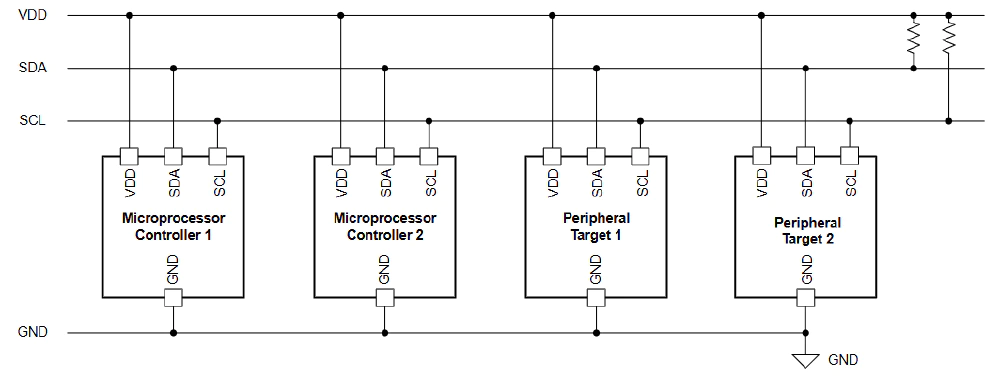 VDD
SDA
SCL
VDD SDA SCL
VDD SDA SCL
VDD SDA SCL
VDD SDA SCL
Microprocessor
Controller 1
Microprocessor
Controller 2
Peripheral
Target 1
Peripheral
Target 2
GND
GND
GND
GND
GND
GND